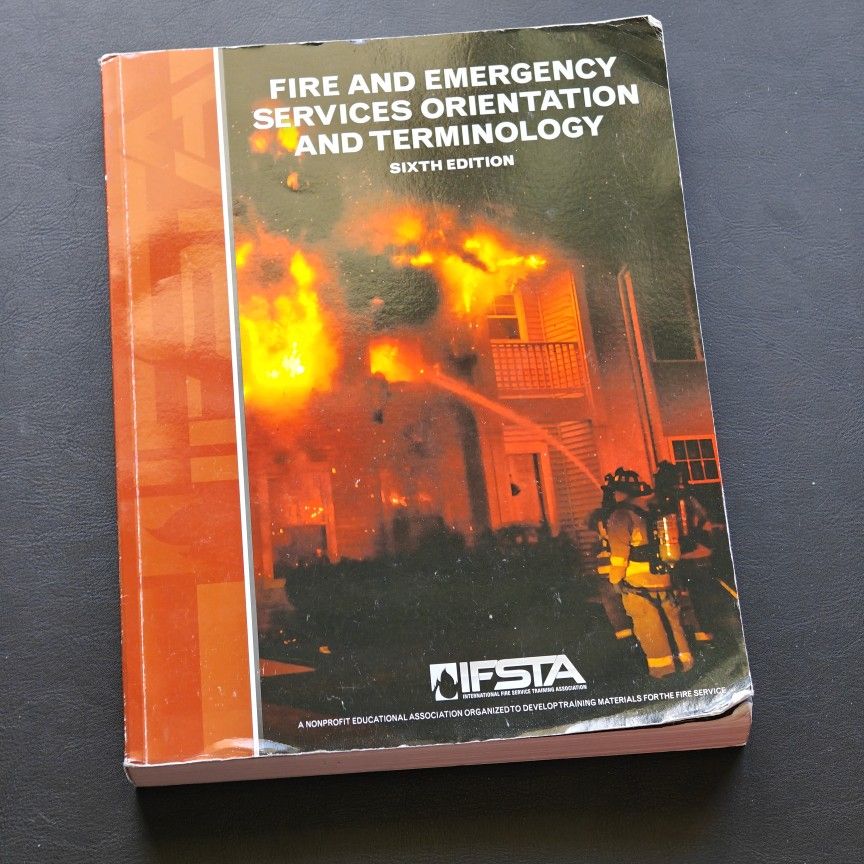 FIRE AND EMERGENCY
SERVICES ORIENTATION
AND TERMINOLOGY
SIXTH EDITION
IFSTA
INTERNATIONAL FIRE SERVICE TRAINING ASSOCIATION
A NONPROFIT EDUCATIONAL ASSOCIATION ORGANIZED TO DEVELOP TRAINING MATERIALS FOR THE FIRE SERVICE